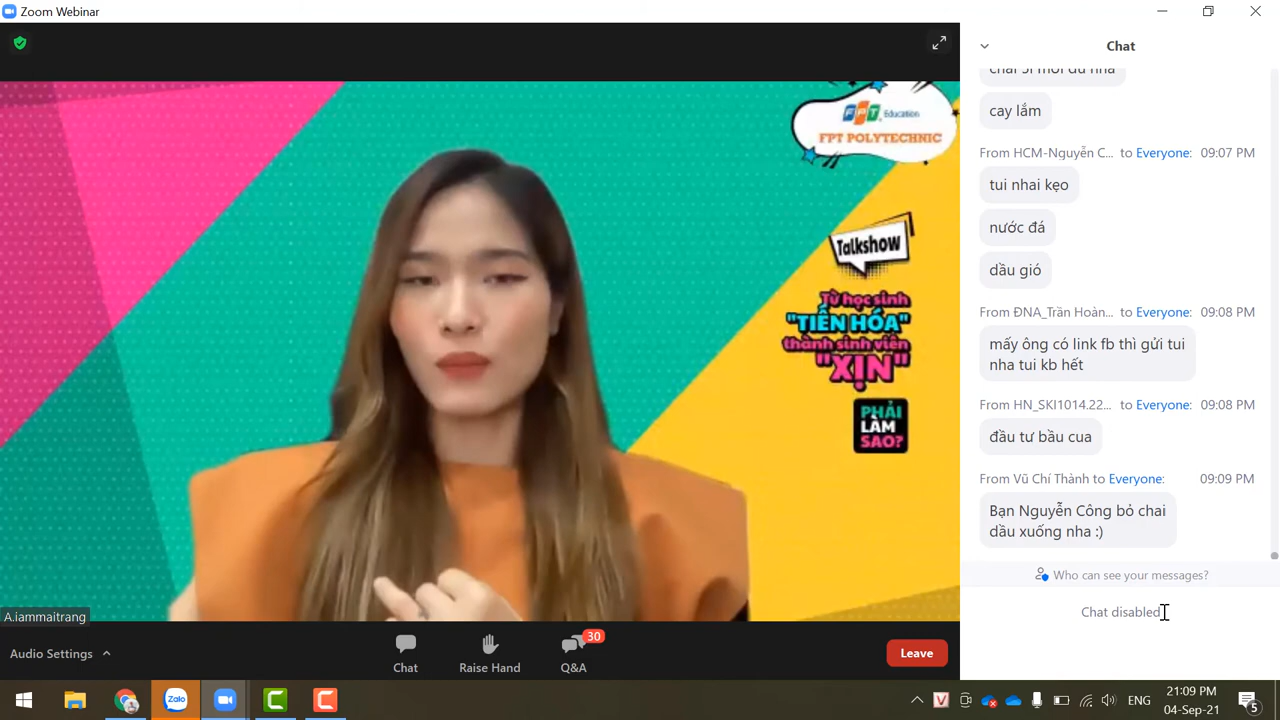 Zoom Webinar
FPT Education
FPT POLYTECHNIC
Talkshow
Từ học sinh
"TIẾN HÓA"
thành sinh viên
"XỊN"
PHẢI
LÀM
SAO?
A.iammaitrang
Audio Settings
Chat
Raise Hand
30
Q&A
Leave
Chat
cay lắm
From HCM-Nguyễn C... to Everyone: 09:07 PM
tui nhai kẹo
nước đá
dầu gió
From ĐNA_Trần Hoàn... to Everyone: 09:08 PM
mấy ông có link fb thì gửi tui
nha tui kb hết
From HN_SKI1014.22... to Everyone: 09:08 PM
đầu tư bầu cua
From Vũ Chí Thành to Everyone: 09:09 PM
Bạn Nguyễn Công bỏ chai
dầu xuống nha :)
Who can see your messages?
Chat disabled
Zalo
ENG
21:09 PM
04-Sep-21
5